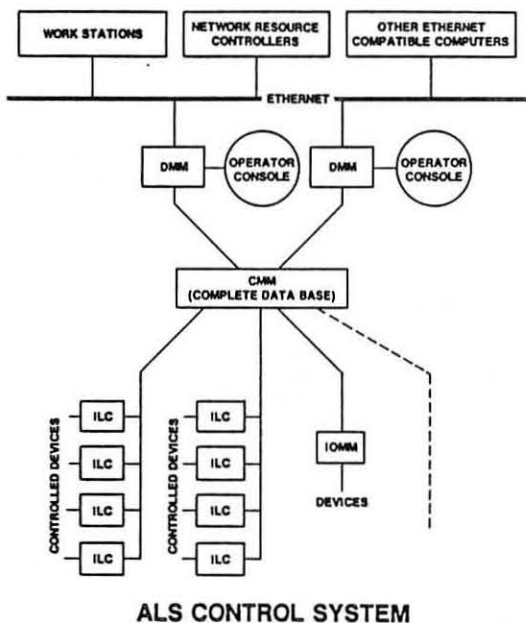 WORK STATIONS
NETWORK RESOURCE
CONTROLLERS
OTHER ETHERNET
COMPATIBLE COMPUTERS
ETHERNET
DMM
OPERATOR
CONSOLE
DMM
OPERATOR
CONSOLE
CMM
(COMPLETE DATA BASE)
CONTROLLED DEVICES
ILC
ILC
ILC
ILC
CONTROLLED DEVICES
ILC
ILC
ILC
ILC
IOMM
DEVICES
ALS CONTROL SYSTEM